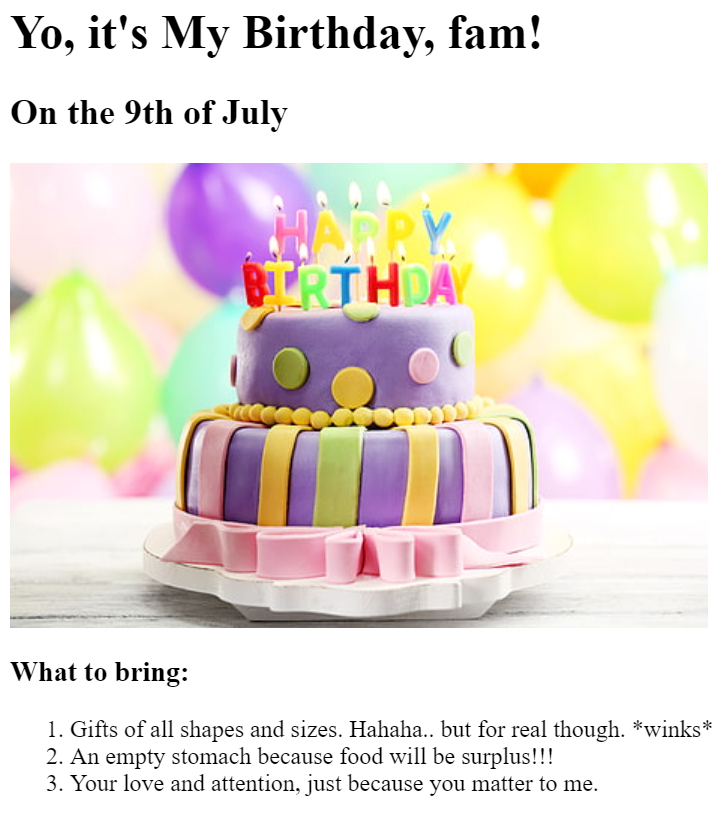 Yo, it's My Birthday, fam!
On the 9th of July
HAPPY
BIRTHDAY
What to bring:
1. Gifts of all shapes and sizes. Hahaha.. but for real though. *winks*
2. An empty stomach because food will be surplus!!!
3. Your love and attention, just because you matter to me.